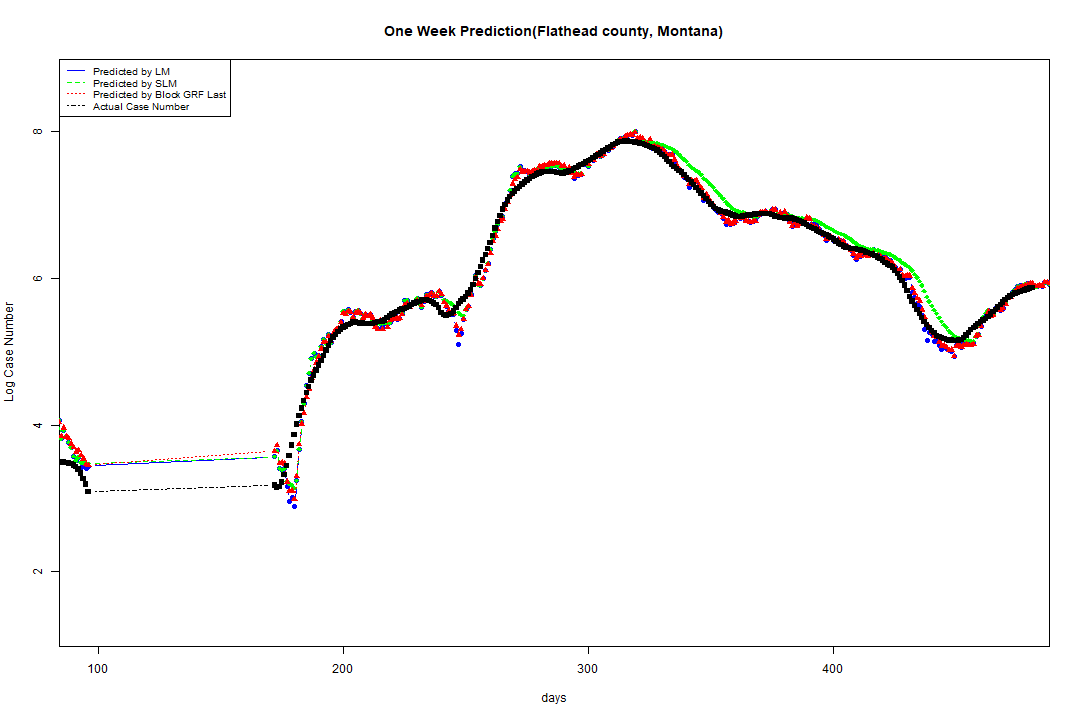 One Week Prediction(Flathead county, Montana)
Predicted by LM
Predicted by SLM
Predicted by Block GRF Last
Actual Case Number
8
6
4
2
Log Case Number
100 200 300 400
days